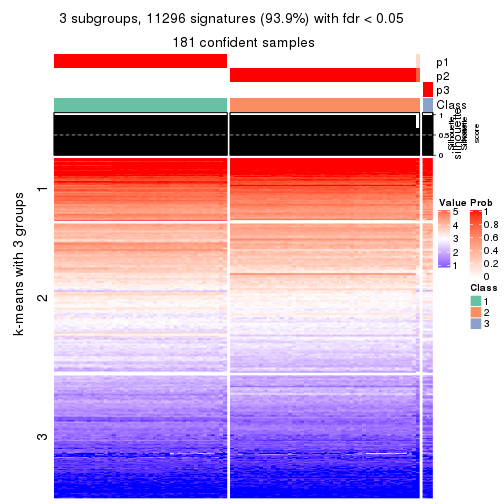 3 subgroups, 11296 signatures (93.9%) with fdr < 0.05
181 confident samples
p1
p2
p3
Class
1
0.5
0
silhouette
score
k-means with 3 groups
1
2
3
Value
5
4
3
2
1
Prob
1
0.8
0.6
0.4
0.2
0
Class
1
2
3